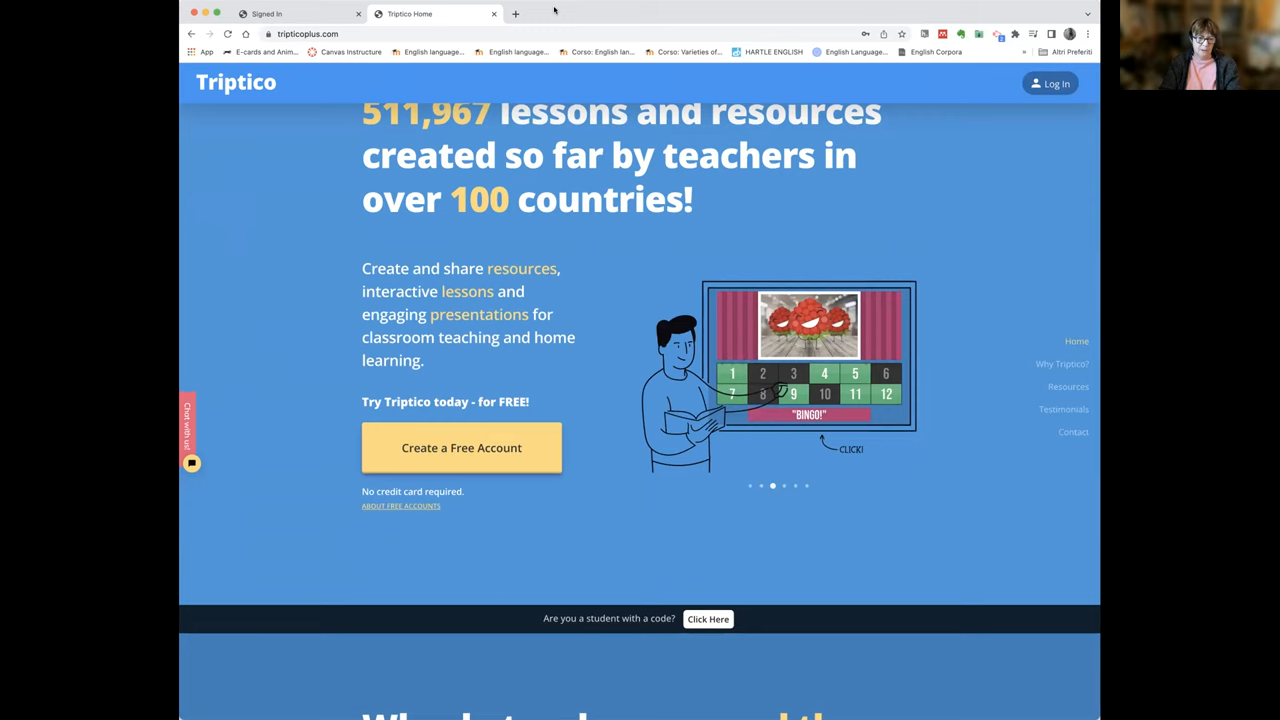 Signed In
Triptico Home
tripticoplus.com
App
E-cards and Anim...
Canvas Instructure
English language...
English language...
Corso: English lan...
Corso: Varieties of...
HARTLE ENGLISH
English Language...
English Corpora
»
Altri Preferiti
Triptico
Log In
511,967 lessons and resources
created so far by teachers in
over 100 countries!
Create and share resources,
interactive lessons and
engaging presentations for
classroom teaching and home
learning.
Try Triptico today - for FREE!
Create a Free Account
No credit card required.
ABOUT FREE ACCOUNTS
1 2 3 4 5 6
7 8 9 10 11 12
"BINGO!"
CLICK!
Home
Why Triptico?
Resources
Testimonials
Contact
Chat with us!
Are you a student with a code?
Click Here